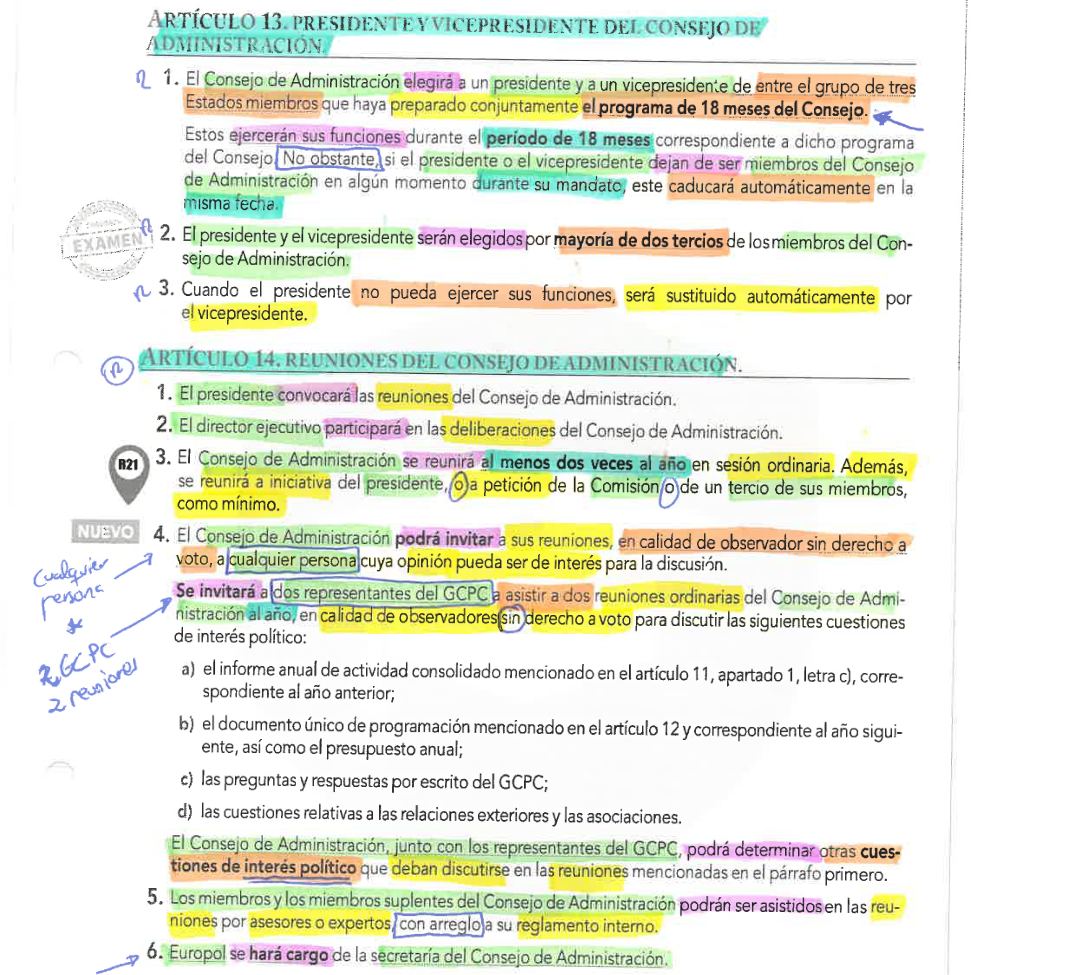 ARTÍCULO 13. PRESIDENTE Y VICEPRESIDENTE DEL CONSEJO DE
ADMINISTRACIÓN.
1. El Consejo de Administración elegirá a un presidente y a un vicepresidente de entre el grupo de tres
Estados miembros que haya preparado conjuntamente el programa de 18 meses del Consejo.
Estos ejercerán sus funciones durante el período de 18 meses correspondiente a dicho programa
del Consejo. No obstante, si el presidente o el vicepresidente dejan de ser miembros del Consejo
de Administración en algún momento durante su mandato, este caducará automáticamente en la
misma fecha.
EXAMEN
2. El presidente y el vicepresidente serán elegidos por mayoría de dos tercios de los miembros del Con-
sejo de Administración.
3. Cuando el presidente no pueda ejercer sus funciones, será sustituido automáticamente por
el vicepresidente.
ARTÍCULO 14. REUNIONES DEL CONSEJO DE ADMINISTRACIÓN.
1. El presidente convocará las reuniones del Consejo de Administración.
2. El director ejecutivo participará en las deliberaciones del Consejo de Administración.
R21
3. El Consejo de Administración se reunirá al menos dos veces al año en sesión ordinaria. Además,
se reunirá a iniciativa del presidente, o a petición de la Comisión o de un tercio de sus miembros,
como mínimo.
NUEVO
4. El Consejo de Administración podrá invitar a sus reuniones, en calidad de observador sin derecho a
voto, a cualquier persona cuya opinión pueda ser de interés para la discusión.
Cualquier
persona
Se invitará a dos representantes del GCPC a asistir a dos reuniones ordinarias del Consejo de Admi-
nistración al año, en calidad de observadores sin derecho a voto para discutir las siguientes cuestiones
de interés político:
2 GCPC
2 reuniones
a) el informe anual de actividad consolidado mencionado en el artículo 11, apartado 1, letra c), corre-
spondiente al año anterior;
b) el documento único de programación mencionado en el artículo 12 y correspondiente al año sigui-
ente, así como el presupuesto anual;
c) las preguntas y respuestas por escrito del GCPC;
d) las cuestiones relativas a las relaciones exteriores y las asociaciones.
El Consejo de Administración, junto con los representantes del GCPC, podrá determinar otras cues-
tiones de interés político que deban discutirse en las reuniones mencionadas en el párrafo primero.
5. Los miembros y los miembros suplentes del Consejo de Administración podrán ser asistidos en las reu-
niones por asesores o expertos, con arreglo a su reglamento interno.
6. Europol se hará cargo de la secretaría del Consejo de Administración.